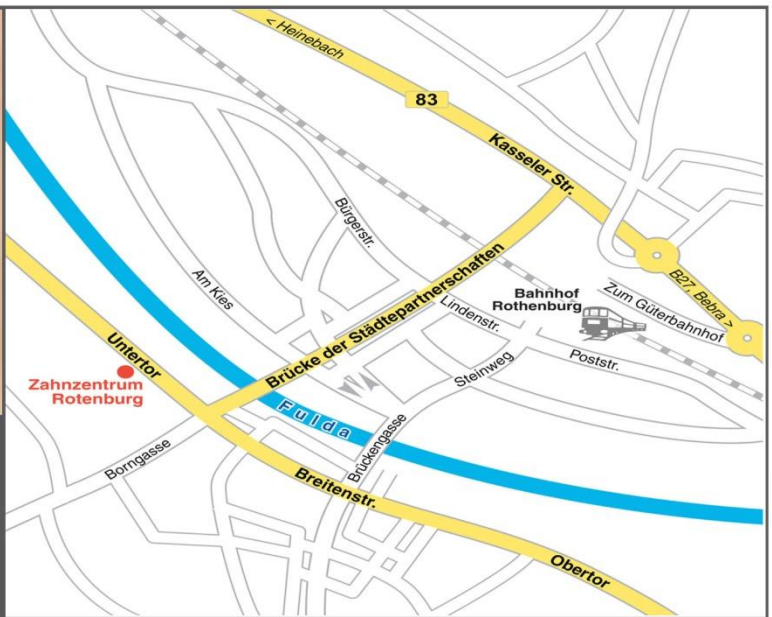 < Heinebach
83
Kasseler Str.
Bürgerstr.
Am Kies
Brücke der Städtepartnerschaften
Lindenstr.
Bahnhof
Rothenburg
Zum Güterbahnhof
B27, Bebra >
Poststr.
Steinweg
Untertor
Zahnzentrum
Rotenburg
Fulda
Brückengasse
Borngasse
Breitenstr.
Obertor